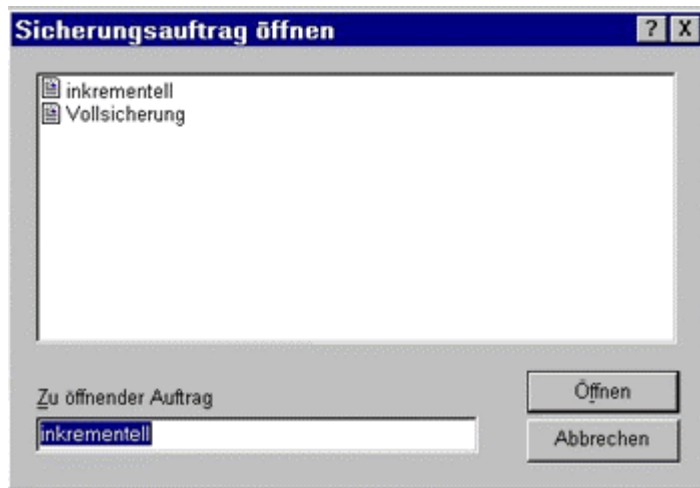 Sicherungsauftrag öffnen
? X
inkrementell
Vollsicherung
Zu öffnender Auftrag
inkrementell
Öffnen
Abbrechen